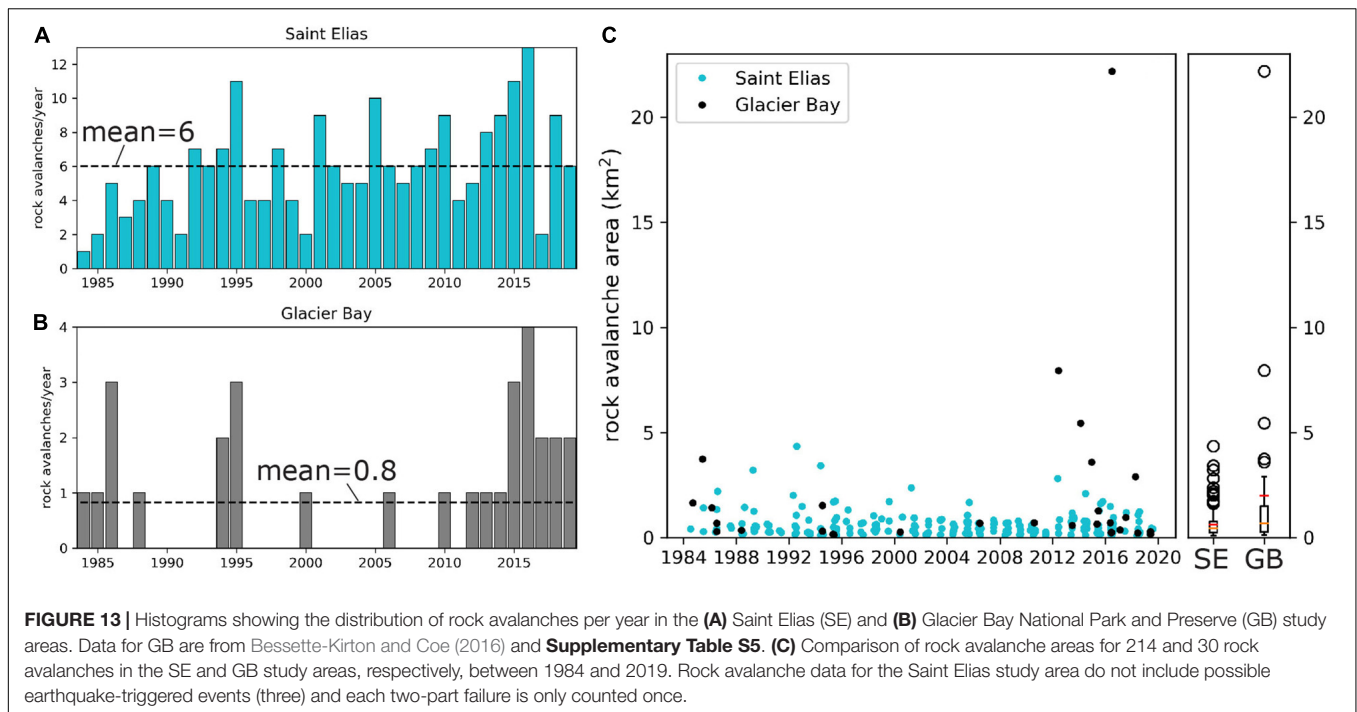 A
Saint Elias
rock avalanches/year
12
10
8
6
4
2
0
mean=6
1985 1990 1995 2000 2005 2010 2015
B
Glacier Bay
rock avalanches/year
4
3
2
1
0
mean=0.8
1985 1990 1995 2000 2005 2010 2015
C
Saint Elias
Glacier Bay
rock avalanche area (km²)
20
15
10
5
0
1984 1988 1992 1996 2000 2004 2008 2012 2016 2020
20
15
10
5
0
SE GB
FIGURE 13 | Histograms showing the distribution of rock avalanches per year in the (A) Saint Elias (SE) and (B) Glacier Bay National Park and Preserve (GB) study
areas. Data for GB are from Bessette-Kirton and Coe (2016) and Supplementary Table S5. (C) Comparison of rock avalanche areas for 214 and 30 rock
avalanches in the SE and GB study areas, respectively, between 1984 and 2019. Rock avalanche data for the Saint Elias study area do not include possible
earthquake-triggered events (three) and each two-part failure is only counted once.